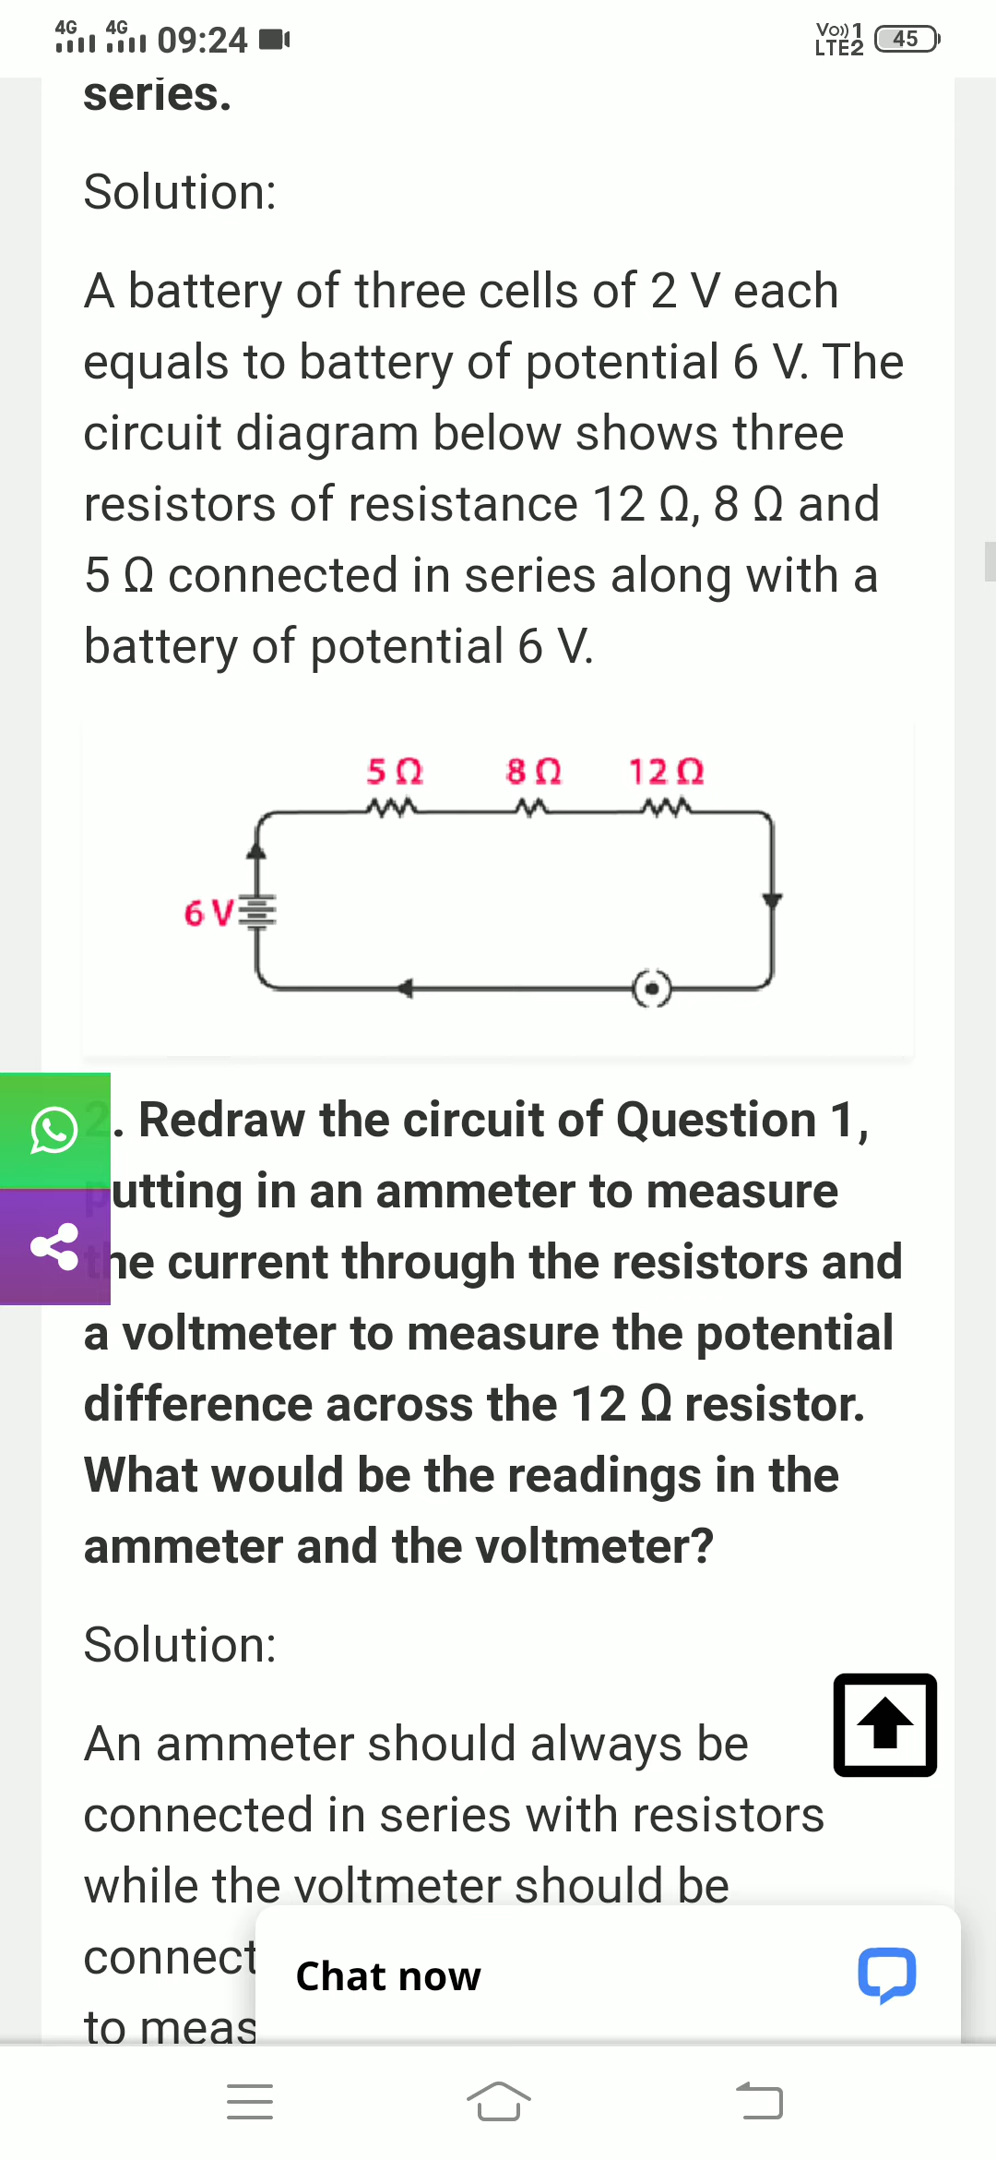 4G 4G 09:24 Vo)) 1 LTE2 45
series.
Solution:
A battery of three cells of 2 V each
equals to battery of potential 6 V. The
circuit diagram below shows three
resistors of resistance 12 Ω, 8 Ω and
5 Ω connected in series along with a
battery of potential 6 V.
5 Ω 8 Ω 12 Ω
6 V
2. Redraw the circuit of Question 1,
putting in an ammeter to measure
the current through the resistors and
a voltmeter to measure the potential
difference across the 12 Ω resistor.
What would be the readings in the
ammeter and the voltmeter?
Solution:
An ammeter should always be
connected in series with resistors
while the voltmeter should be
connect
to meas
Chat now